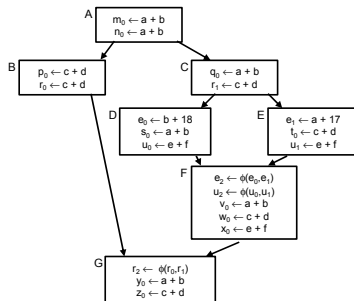 A
m₀ ← a + b
n₀ ← a + b
B
p₀ ← c + d
r₀ ← c + d
C
q₀ ← a + b
r₁ ← c + d
D
e₀ ← b + 18
s₀ ← a + b
u₀ ← e + f
E
e₁ ← a + 17
t₀ ← c + d
u₁ ← e + f
F
e₂ ← ϕ(e₀,e₁)
u₂ ← ϕ(u₀,u₁)
v₀ ← a + b
w₀ ← c + d
x₀ ← e + f
G
r₂ ← ϕ(r₀,r₁)
y₀ ← a + b
z₀ ← c + d